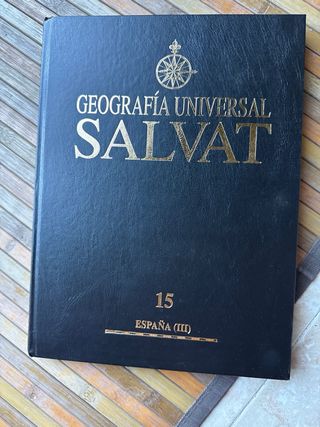 GEOGRAFÍA UNIVERSAL
SALVAT
15
ESPAÑA (III)